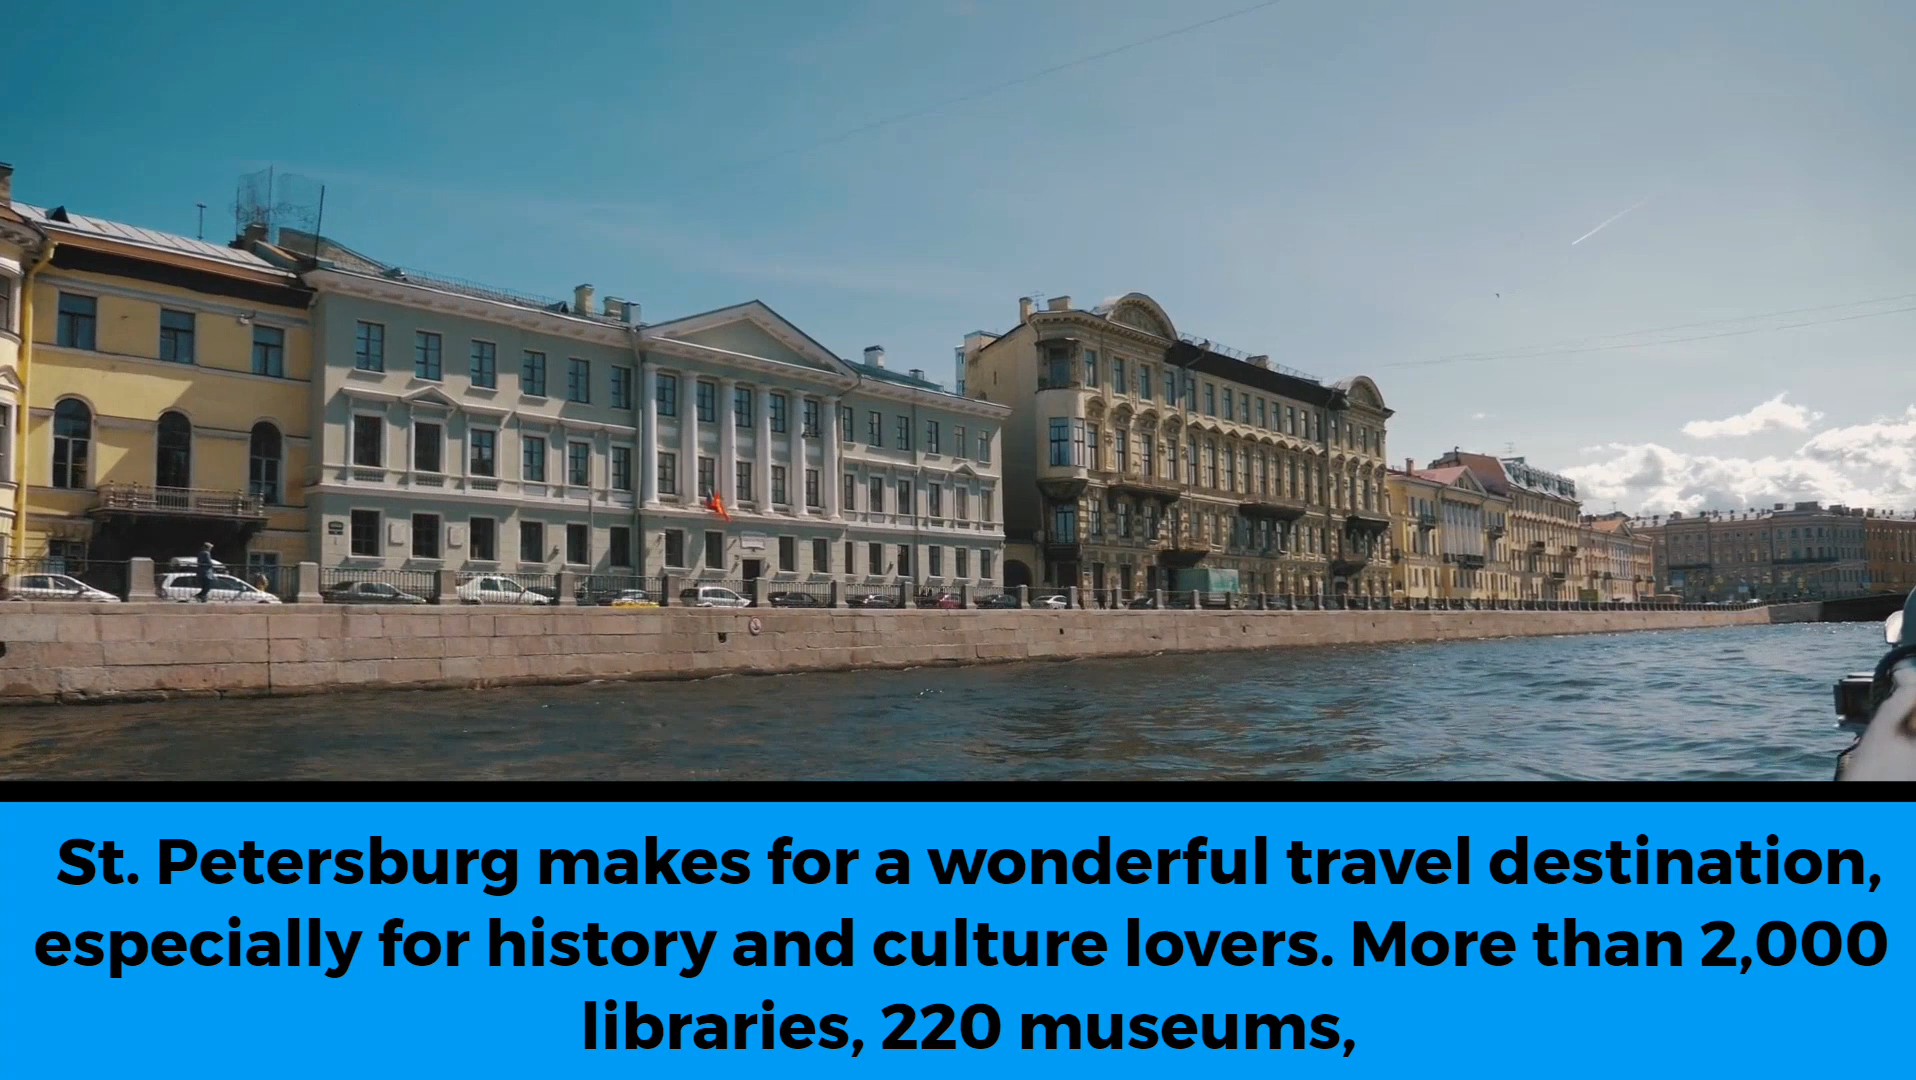 St. Petersburg makes for a wonderful travel destination,
especially for history and culture lovers. More than 2,000
libraries, 220 museums,